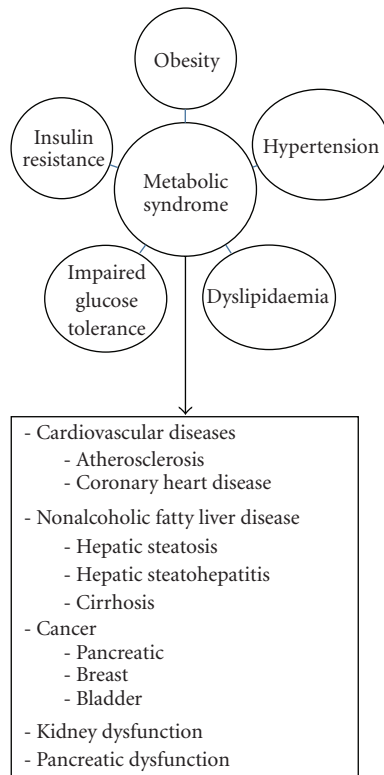 Obesity
Insulin
resistance
Hypertension
Metabolic
syndrome
Impaired
glucose
tolerance
Dyslipidaemia
- Cardiovascular diseases
- Atherosclerosis
- Coronary heart disease
- Nonalcoholic fatty liver disease
- Hepatic steatosis
- Hepatic steatohepatitis
- Cirrhosis
- Cancer
- Pancreatic
- Breast
- Bladder
- Kidney dysfunction
- Pancreatic dysfunction